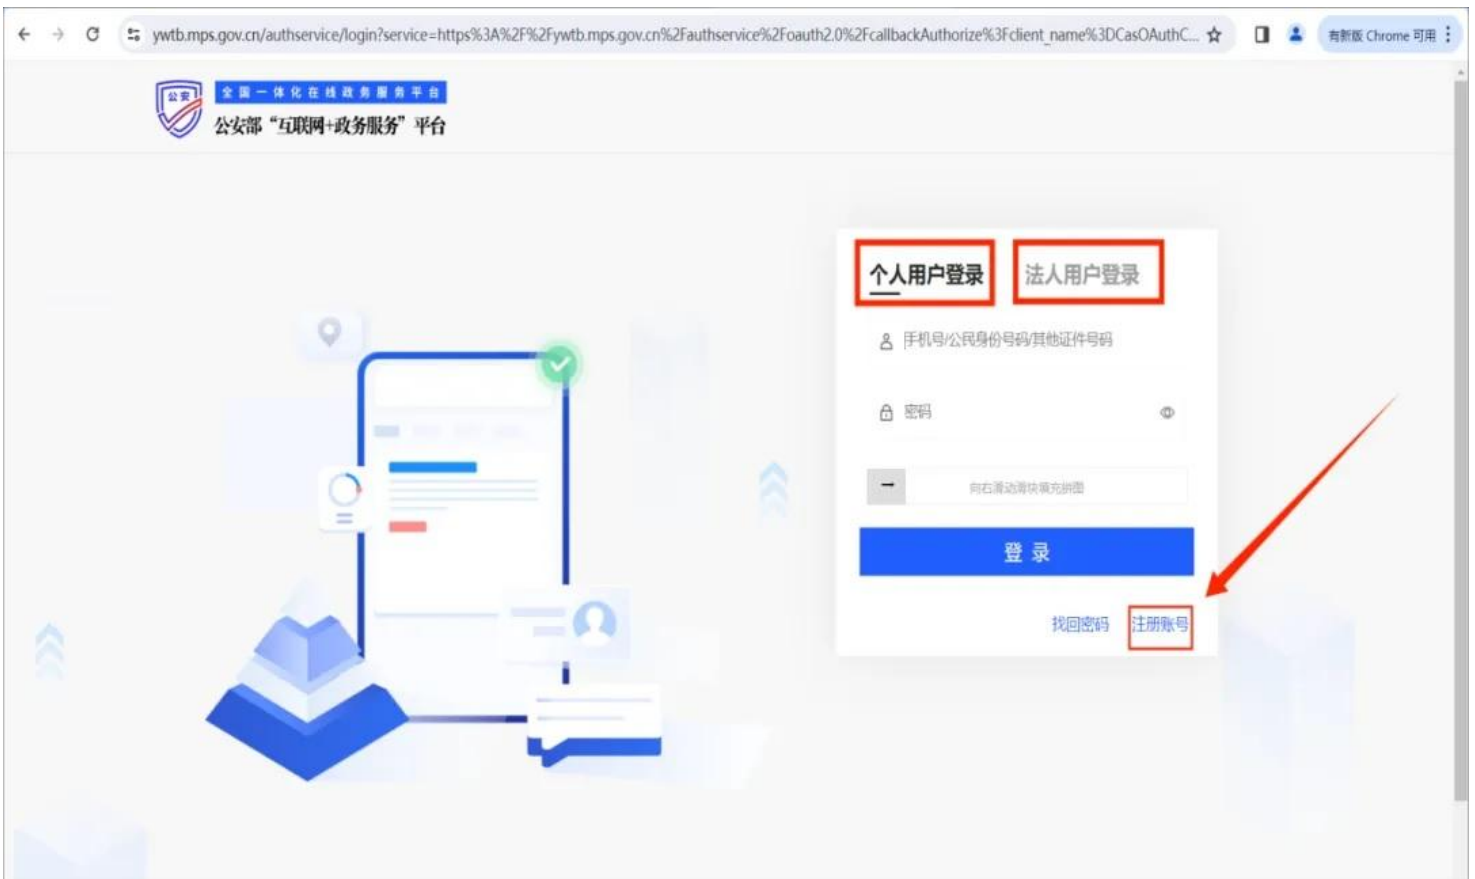 ywtb.mps.gov.cn/authservice/login?service=https%3A%2F%2Fywtb.mps.gov.cn%2Fauthservice%2Foauth2.0%2FcallbackAuthorize%3Fclient_name%3DCasOAuthC...
有新版 Chrome 可用
公安
全国一体化在线政务服务平台
公安部“互联网+政务服务”平台
个人用户登录 法人用户登录
手机号/公民身份号码/其他证件号码
密码
向右滑动滑块填充拼图
登 录
找回密码 注册账号